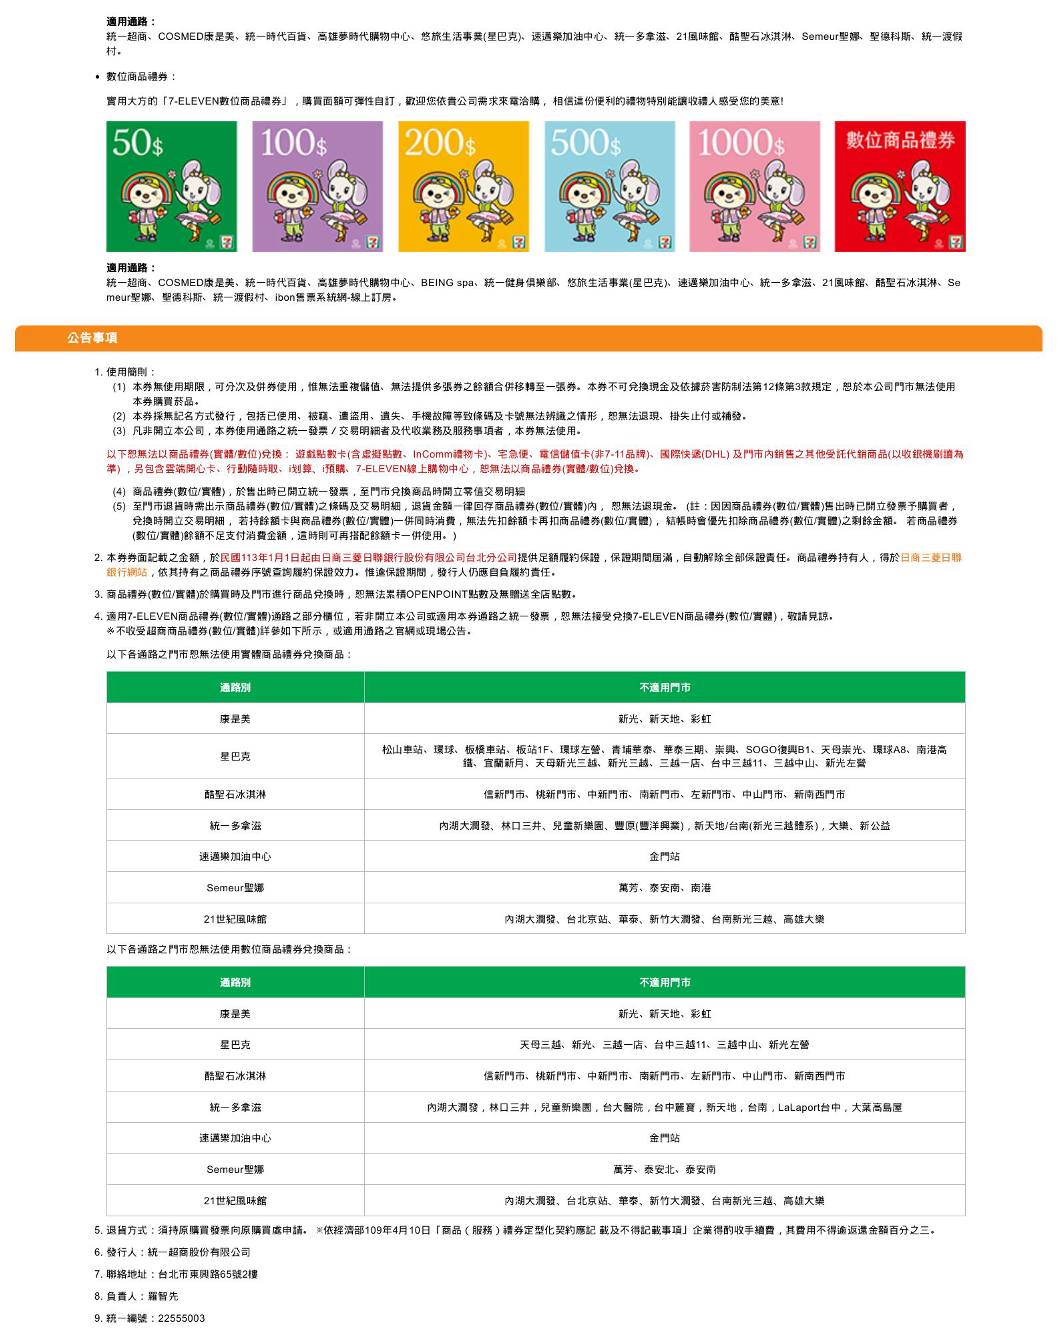 適用通路：
統一超商、COSMED康是美、統一時代百貨、高雄夢時代購物中心、悠旅生活事業(星巴克)、速邁樂加油中心、統一多拿滋、21風味館、酷聖石冰淇淋、Semeur聖娜、聖德科斯、統一渡假
村。
• 數位商品禮券：
實用大方的「7-ELEVEN數位商品禮券」，購買面額可彈性自訂，歡迎您依貴公司需求來電洽購， 相信這份便利的禮物特別能讓收禮人感受您的美意!
50$ 100$ 200$ 500$ 1000$ 數位商品禮券
適用通路：
統一超商、COSMED康是美、統一時代百貨、高雄夢時代購物中心、BEING spa、統一健身俱樂部、悠旅生活事業(星巴克)、速邁樂加油中心、統一多拿滋、21風味館、酷聖石冰淇淋、Se
meur聖娜、聖德科斯、統一渡假村、ibon售票系統網-線上訂房。
公告事項
1. 使用簡則：
(1) 本券無使用期限，可分次及併券使用，惟無法重複儲值、無法提供多張券之餘額合併移轉至一張券。本券不可兌換現金及依據菸害防制法第12條第3款規定，恕於本公司門市無法使用
本券購買菸品。
(2) 本券採無記名方式發行，包括已使用、被竊、遭盜用、遺失、手機故障等致條碼及卡號無法辨識之情形，恕無法退現、掛失止付或補發。
(3) 凡非開立本公司，本券使用通路之統一發票／交易明細者及代收業務及服務事項者，本券無法使用。
以下恕無法以商品禮券(實體/數位)兌換： 遊戲點數卡(含虛擬點數、InComm禮物卡)、宅急便、電信儲值卡(非7-11品牌)、國際快遞(DHL) 及門市內銷售之其他受託代銷商品(以收銀機刷讀為
準) ，另包含雲端開心卡、行動隨時取、i划算、i預購、7-ELEVEN線上購物中心，恕無法以商品禮券(實體/數位)兌換。
(4) 商品禮券(數位/實體)，於售出時已開立統一發票，至門市兌換商品時開立零值交易明細
(5) 至門市退貨時需出示商品禮券(數位/實體)之條碼及交易明細，退貨金額一律回存商品禮券(數位/實體)內， 恕無法退現金。 (註：因因商品禮券(數位/實體)售出時已開立發票予購買者，
兌換時開立交易明細， 若持餘額卡與商品禮券(數位/實體)一併同時消費，無法先扣餘額卡再扣商品禮券(數位/實體)， 結帳時會優先扣除商品禮券(數位/實體)之剩餘金額。 若商品禮券
(數位/實體)餘額不足支付消費金額，這時則可再搭配餘額卡一併使用。)
2. 本券券面記載之金額，於民國113年1月1日起由日商三菱日聯銀行股份有限公司台北分公司提供足額履約保證，保證期間屆滿，自動解除全部保證責任。商品禮券持有人，得於日商三菱日聯
銀行網站，依其持有之商品禮券序號查詢履約保證效力。惟逾保證期間，發行人仍應自負履約責任。
3. 商品禮券(數位/實體)於購買時及門市進行商品兌換時，恕無法累積OPENPOINT點數及無贈送全店點數。
4. 適用7-ELEVEN商品禮券(數位/實體)通路之部分櫃位，若非開立本公司或適用本券通路之統一發票，恕無法接受兌換7-ELEVEN商品禮券(數位/實體)，敬請見諒。
※不收受超商商品禮券(數位/實體)詳參如下所示，或適用通路之官網或現場公告。
以下各通路之門市恕無法使用實體商品禮券兌換商品：
通路別 不適用門市
康是美 新光、新天地、彩虹
星巴克 松山車站、環球、板橋車站、板站1F、環球左營、青埔華泰、華泰三期、崇興、SOGO復興B1、天母崇光、環球A8、南港高
鐵、宜蘭新月、天母新光三越、新光三越、三越一店、台中三越11、三越中山、新光左營
酷聖石冰淇淋 信新門市、桃新門市、中新門市、南新門市、左新門市、中山門市、新南西門市
統一多拿滋 內湖大潤發、林口三井、兒童新樂園、豐原(豐洋興業)，新天地/台南(新光三越體系)，大樂、新公益
速邁樂加油中心 金門站
Semeur聖娜 萬芳、泰安南、南港
21世紀風味館 內湖大潤發、台北京站、華泰、新竹大潤發、台南新光三越、高雄大樂
以下各通路之門市恕無法使用數位商品禮券兌換商品：
通路別 不適用門市
康是美 新光、新天地、彩虹
星巴克 天母三越、新光、三越一店、台中三越11、三越中山、新光左營
酷聖石冰淇淋 信新門市、桃新門市、中新門市、南新門市、左新門市、中山門市、新南西門市
統一多拿滋 內湖大潤發，林口三井，兒童新樂園，台大醫院，台中麗寶，新天地，台南，LaLaport台中，大葉高島屋
速邁樂加油中心 金門站
Semeur聖娜 萬芳、泰安北、泰安南
21世紀風味館 內湖大潤發、台北京站、華泰、新竹大潤發、台南新光三越、高雄大樂
5. 退貨方式：須持原購買發票向原購買處申請。 ※依經濟部109年4月10日「商品（服務）禮券定型化契約應記 載及不得記載事項」企業得酌收手續費，其費用不得逾返還金額百分之三。
6. 發行人：統一超商股份有限公司
7. 聯絡地址：台北市東興路65號2樓
8. 負責人：羅智先
9. 統一編號：22555003